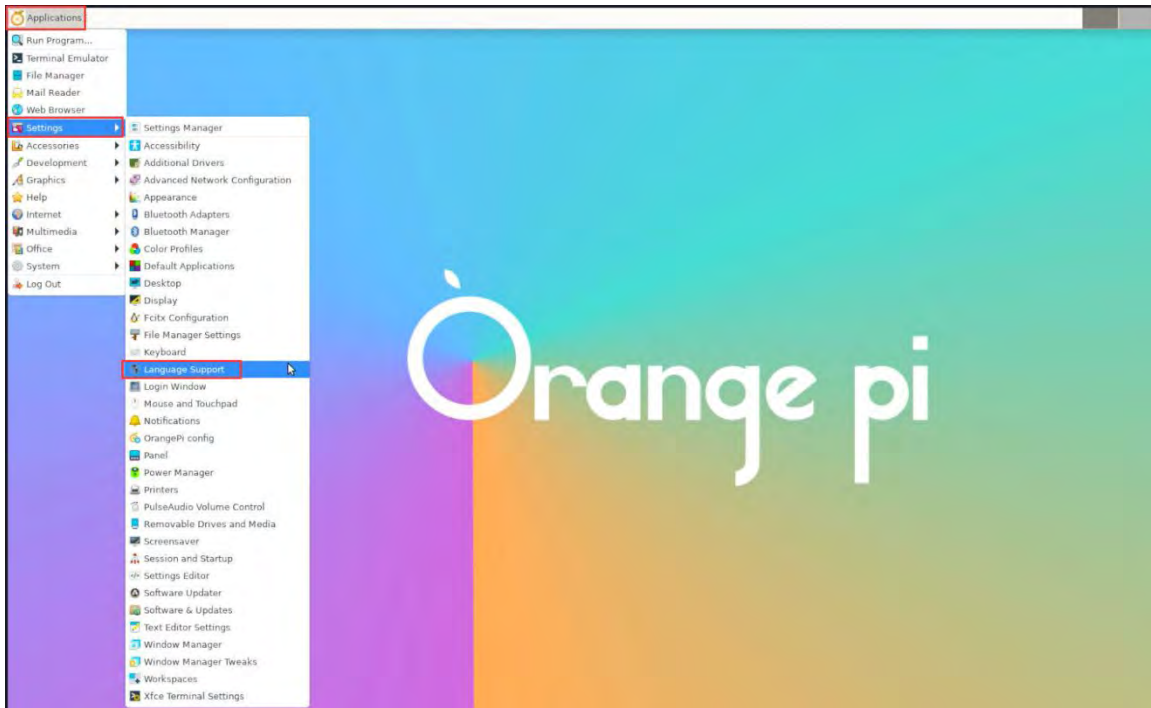 Applications
Run Program...
Terminal Emulator
File Manager
Mail Reader
Web Browser
Settings
Accessories
Development
Graphics
Help
Internet
Multimedia
Office
System
Log Out
Settings Manager
Accessibility
Additional Drivers
Advanced Network Configuration
Appearance
Bluetooth Adapters
Bluetooth Manager
Color Profiles
Default Applications
Desktop
Display
Fcitx Configuration
File Manager Settings
Keyboard
Language Support
Login Window
Mouse and Touchpad
Notifications
OrangePi config
Panel
Power Manager
Printers
PulseAudio Volume Control
Removable Drives and Media
Screensaver
Session and Startup
Settings Editor
Software Updater
Software & Updates
Text Editor Settings
Window Manager
Window Manager Tweaks
Workspaces
Xfce Terminal Settings
Orange pi